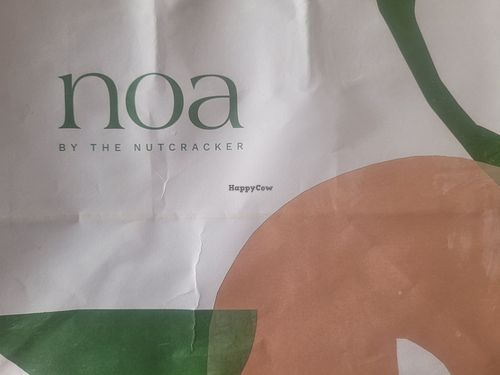 noa
BY THE NUTCRACKER
HappyCow